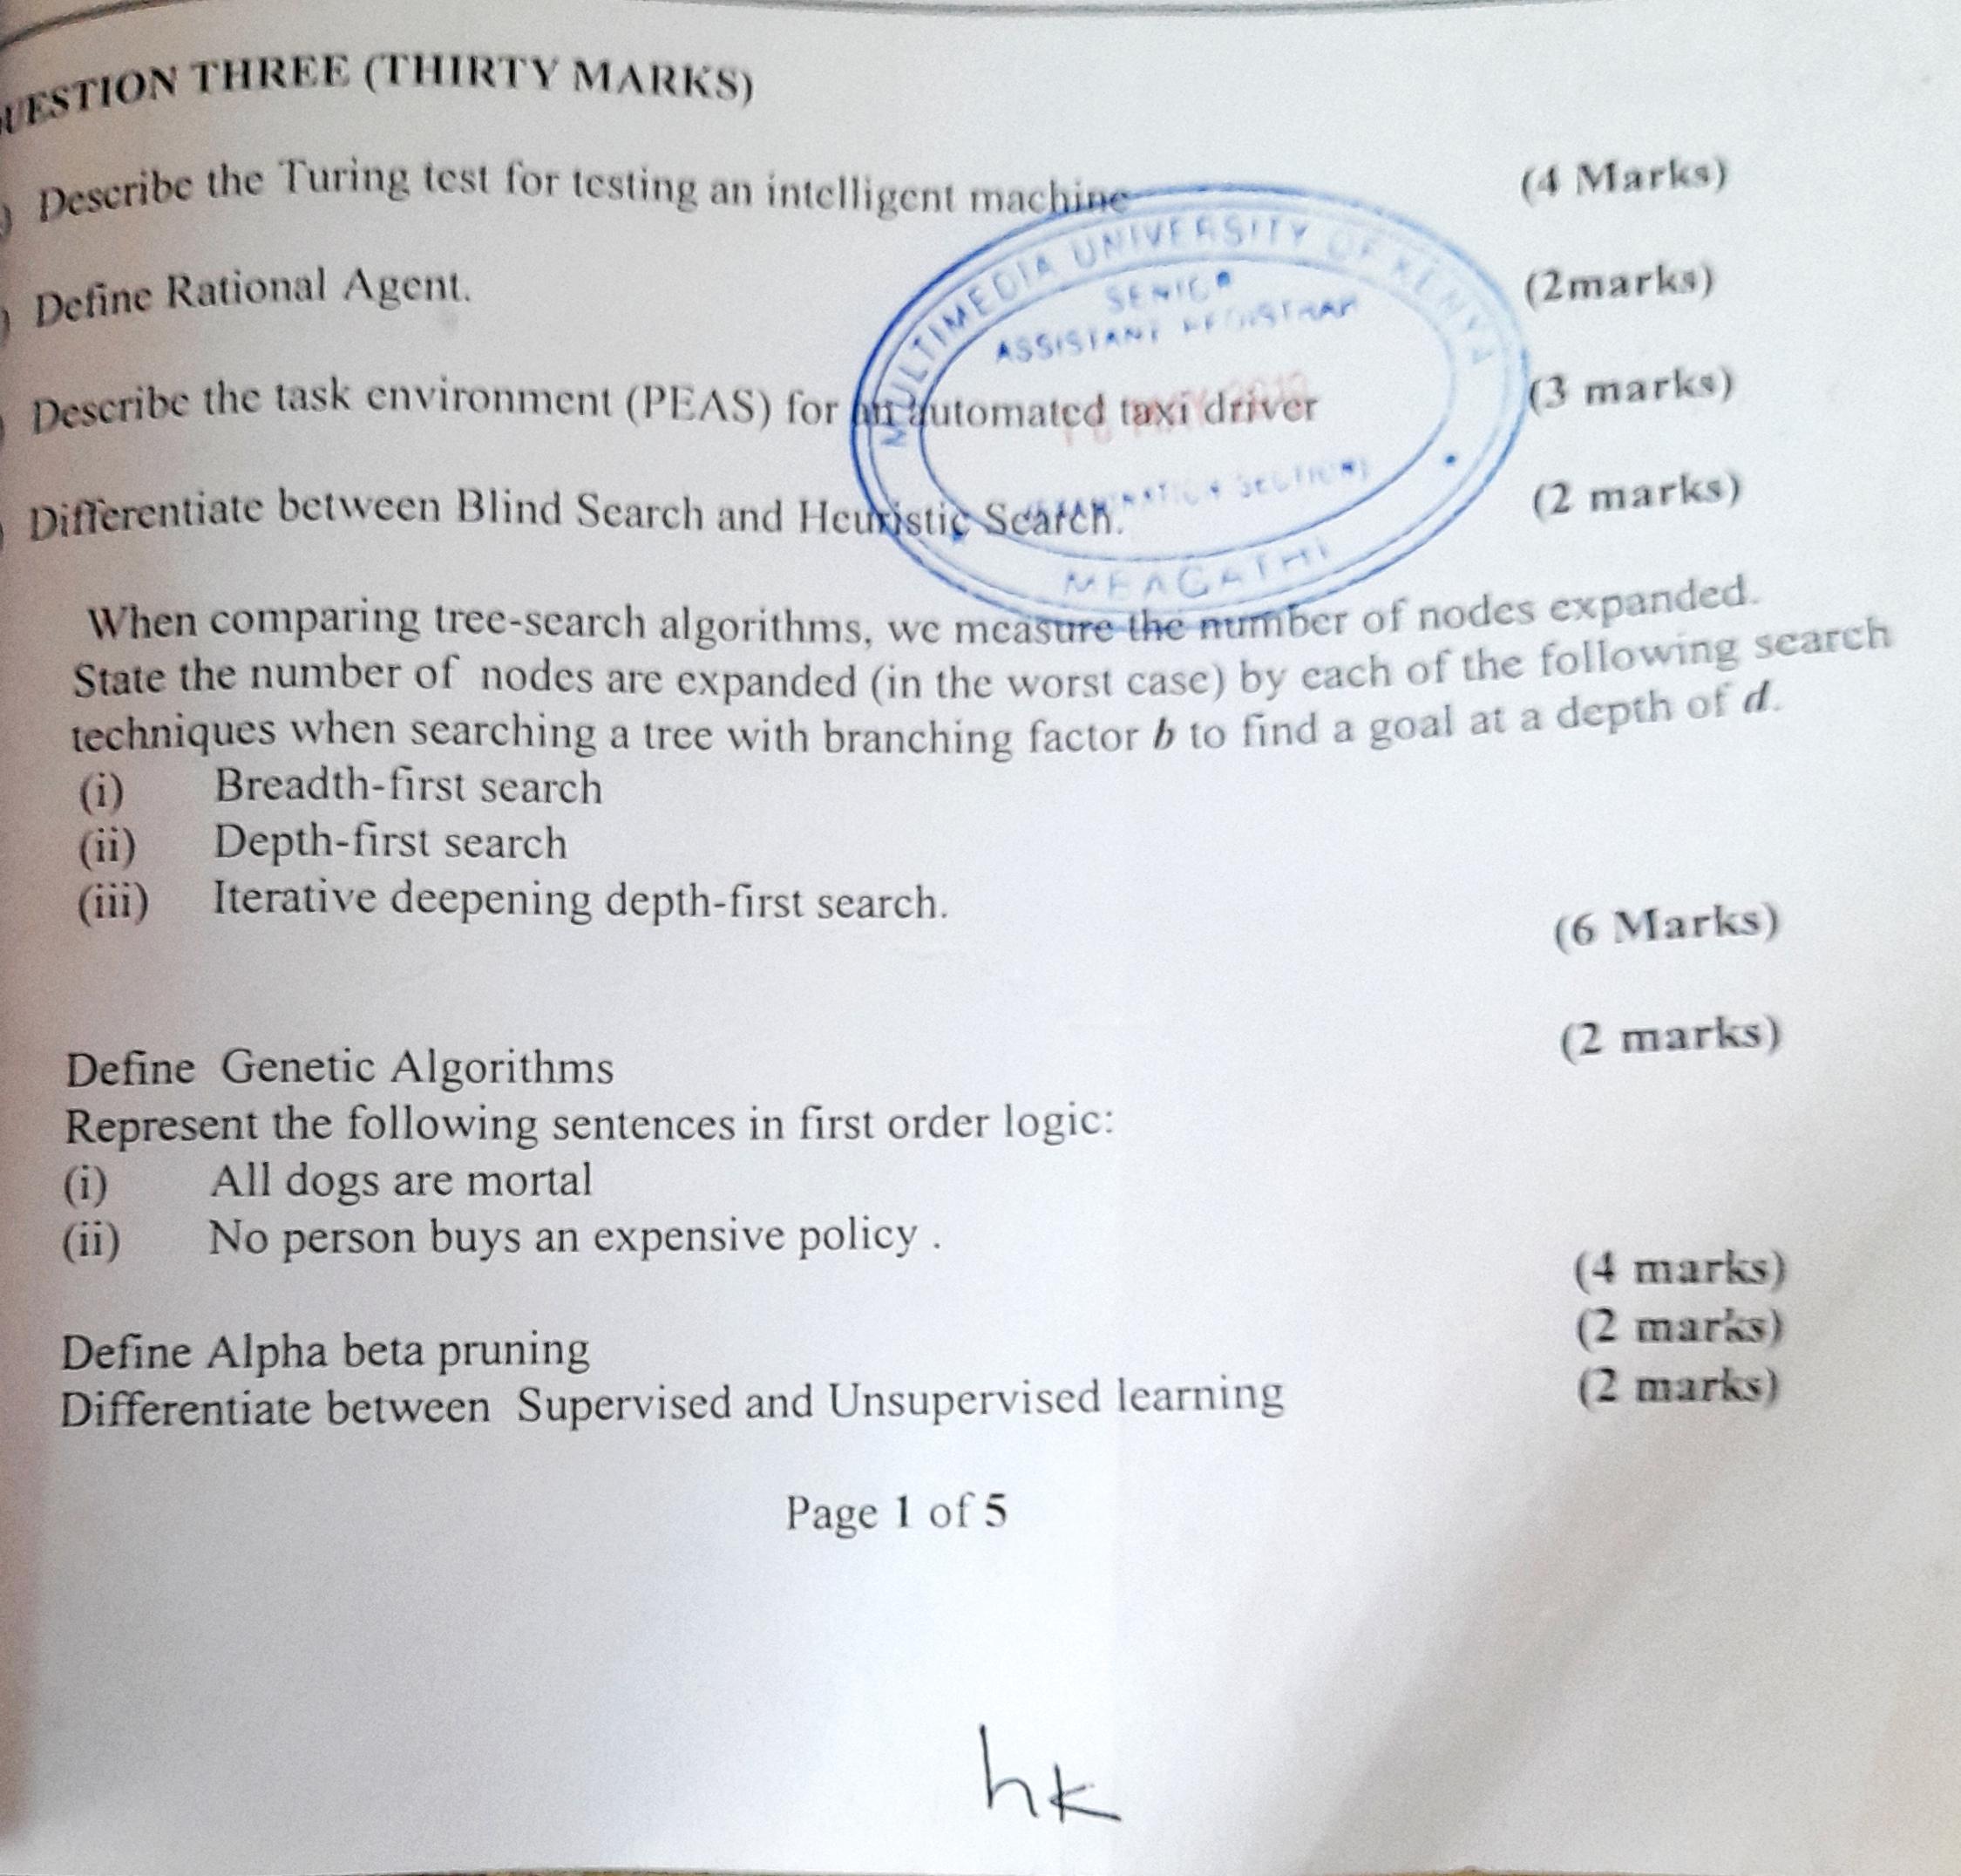 UESTION THREE (THIRTY MARKS)
) Describe the Turing test for testing an intelligent machine (4 Marks)
) Define Rational Agent. (2marks)
) Describe the task environment (PEAS) for an automated taxi driver (3 marks)
) Differentiate between Blind Search and Heuristic Search. (2 marks)
MULTIMEDIA UNIVERSITY OF KENYA
SENIOR
ASSISTANT REGISTRAR
When comparing tree-search algorithms, we measure the number of nodes expanded.
State the number of nodes are expanded (in the worst case) by each of the following search
techniques when searching a tree with branching factor b to find a goal at a depth of d.
(i) Breadth-first search
(ii) Depth-first search
(iii) Iterative deepening depth-first search.
(6 Marks)
Define Genetic Algorithms (2 marks)
Represent the following sentences in first order logic:
(i) All dogs are mortal
(ii) No person buys an expensive policy .
(4 marks)
Define Alpha beta pruning (2 marks)
Differentiate between Supervised and Unsupervised learning (2 marks)
Page 1 of 5
hk